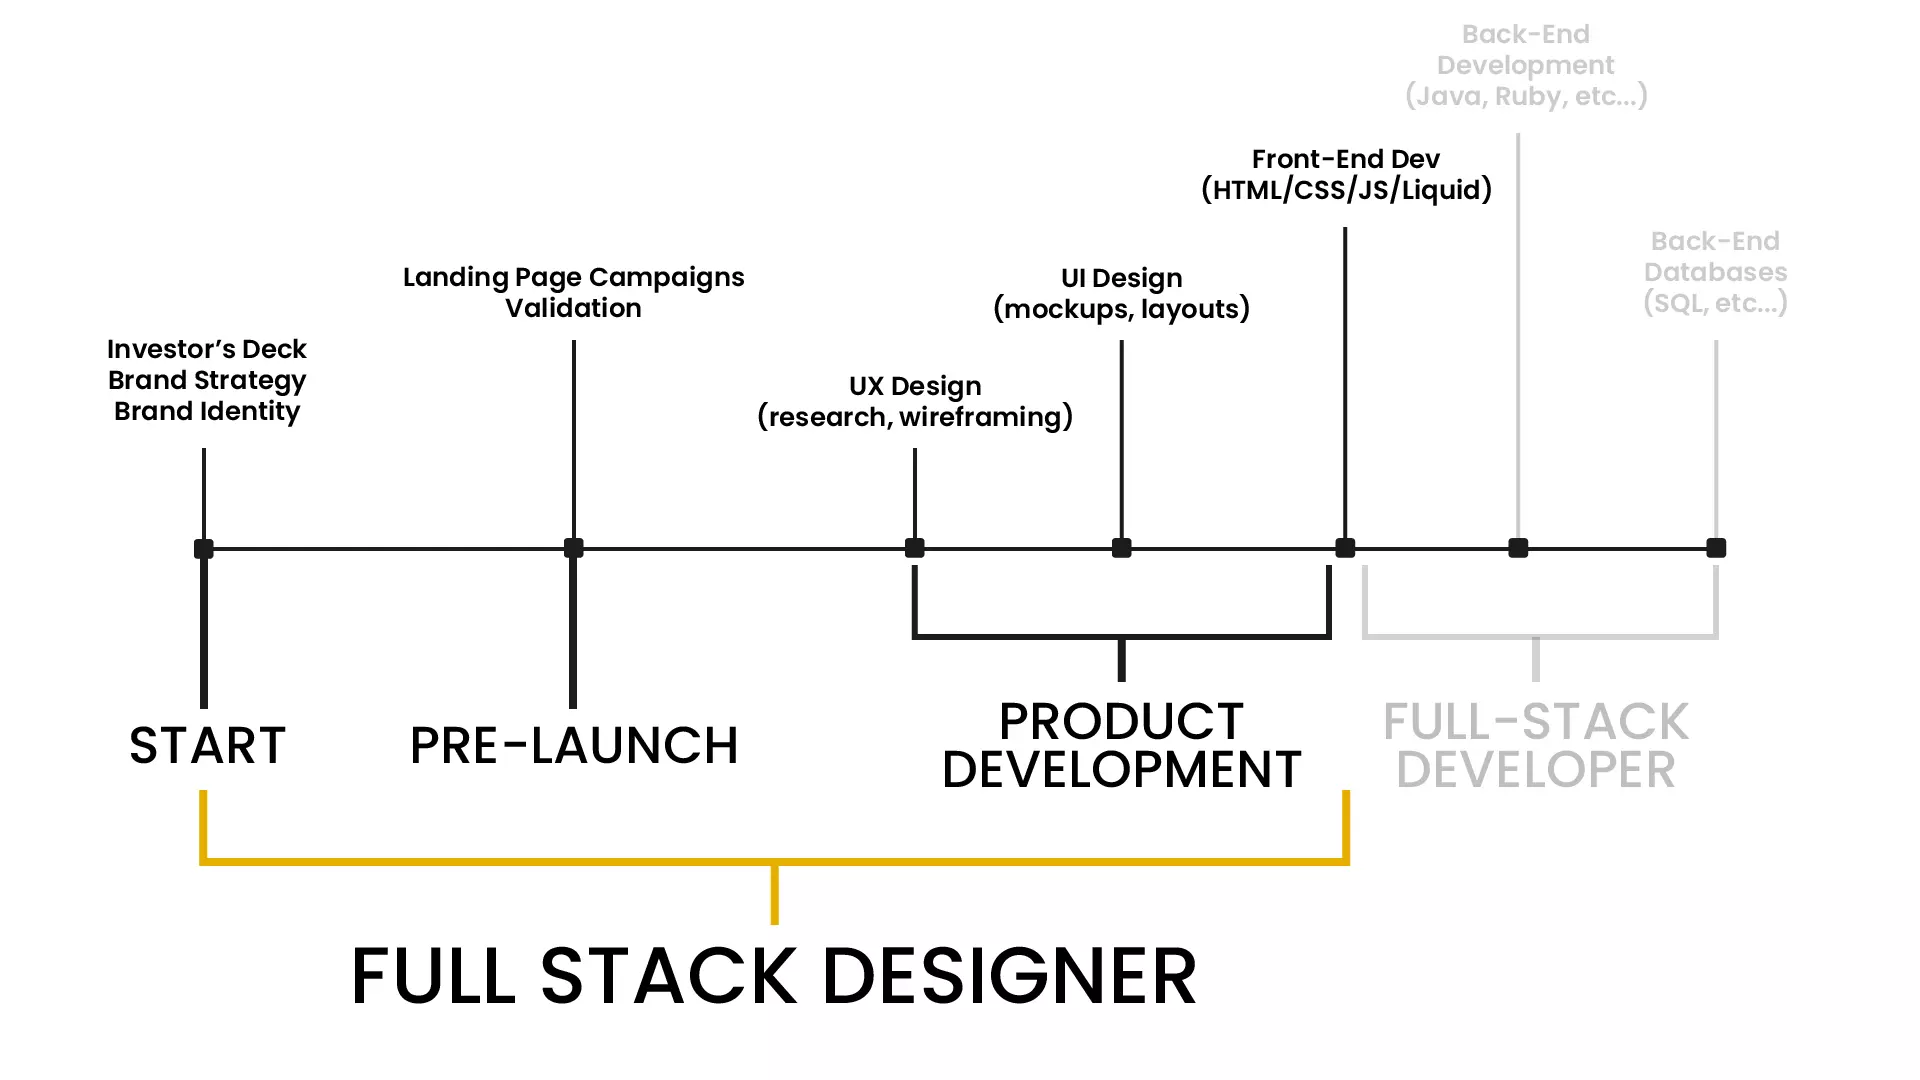 Back-End
Development
(Java, Ruby, etc...)
Front-End Dev
(HTML/CSS/JS/Liquid)
Back-End
Databases
(SQL, etc...)
Landing Page Campaigns
Validation
UI Design
(mockups, layouts)
Investor’s Deck
Brand Strategy
Brand Identity
UX Design
(research, wireframing)
START
PRE-LAUNCH
PRODUCT
DEVELOPMENT
FULL-STACK
DEVELOPER
FULL STACK DESIGNER